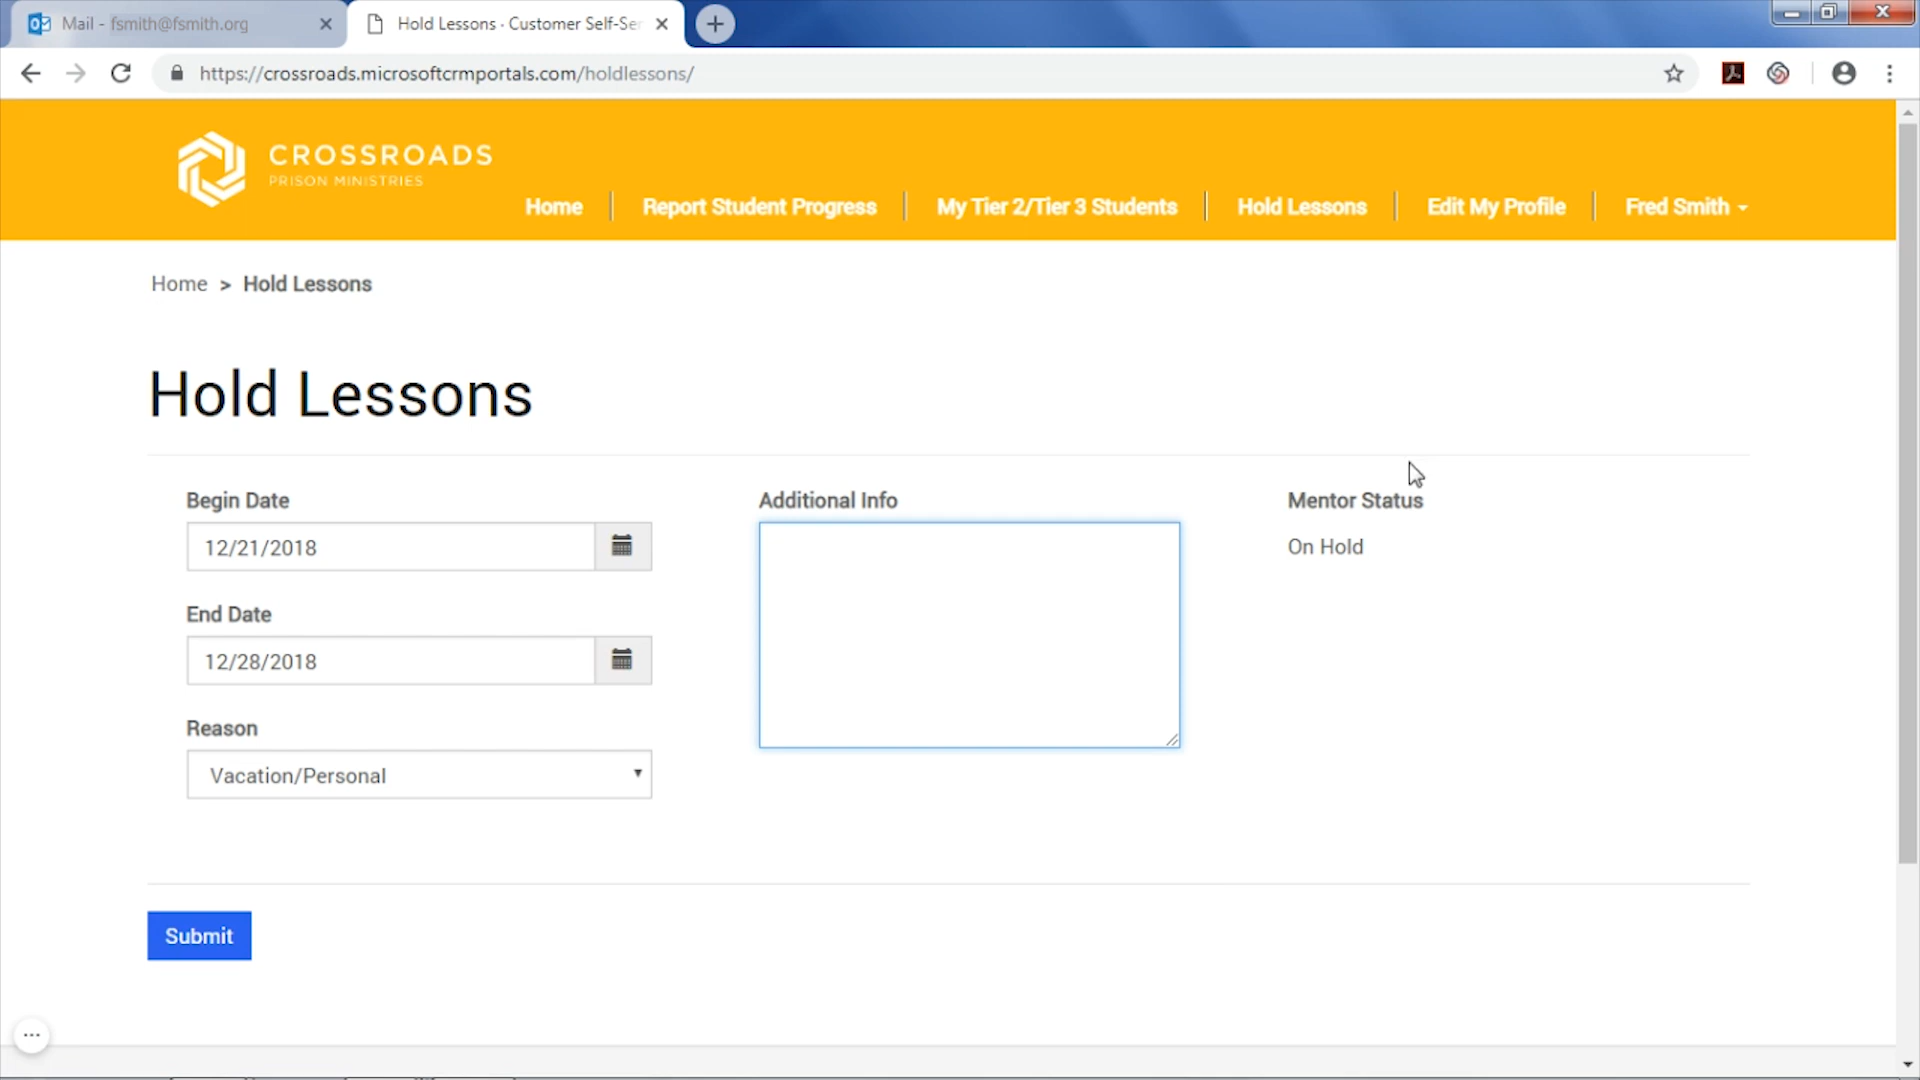 Mail - fsmith@fsmith.org
Hold Lessons · Customer Self-Ser
https://crossroads.microsoftcrmportals.com/holdlessons/
CROSSROADS
PRISON MINISTRIES
Home
Report Student Progress
My Tier 2/Tier 3 Students
Hold Lessons
Edit My Profile
Fred Smith
Home > Hold Lessons
Hold Lessons
Begin Date
12/21/2018
End Date
12/28/2018
Reason
Vacation/Personal
Additional Info
Mentor Status
On Hold
Submit